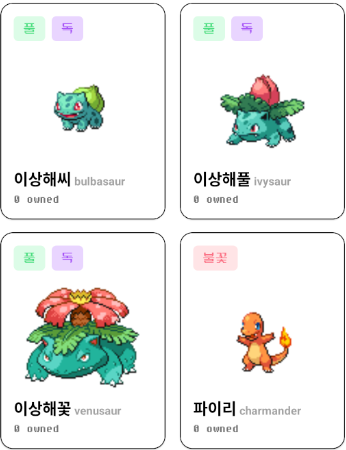 풀 독
이상해씨 bulbasaur
0 owned
풀 독
이상해풀 ivysaur
0 owned
풀 독
이상해꽃 venusaur
0 owned
불꽃
파이리 charmander
0 owned